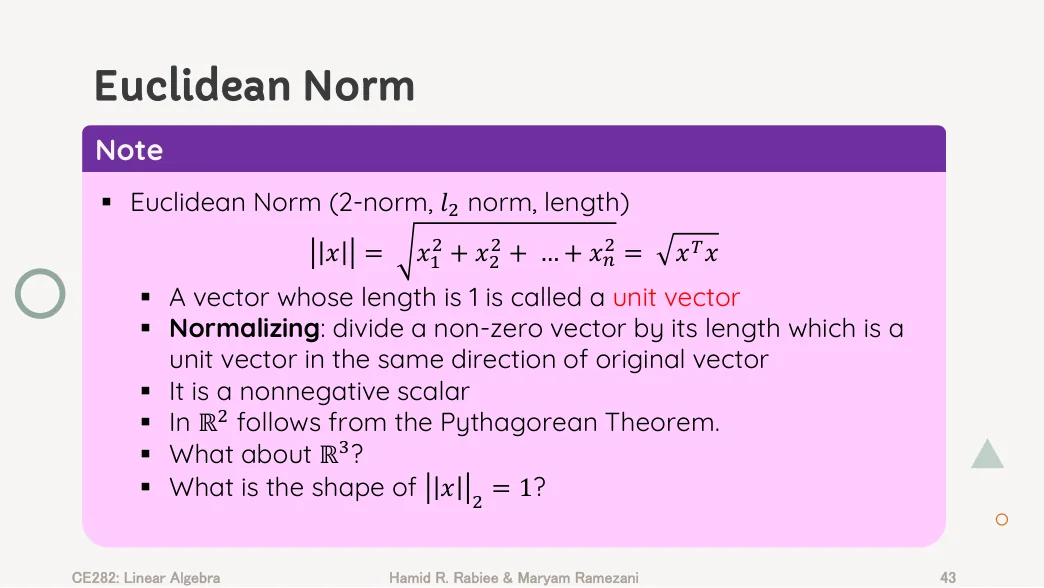 Euclidean Norm
Note
▪ Euclidean Norm (2-norm, 𝑙₂ norm, length)
||𝑥|| = √(𝑥₁² + 𝑥₂² + … + 𝑥ₙ²) = √(𝑥ᵀ𝑥)
▪ A vector whose length is 1 is called a unit vector
▪ Normalizing: divide a non-zero vector by its length which is a
unit vector in the same direction of original vector
▪ It is a nonnegative scalar
▪ In ℝ² follows from the Pythagorean Theorem.
▪ What about ℝ³?
▪ What is the shape of ||𝑥||₂ = 1?
CE282: Linear Algebra
Hamid R. Rabiee & Maryam Ramezani
43